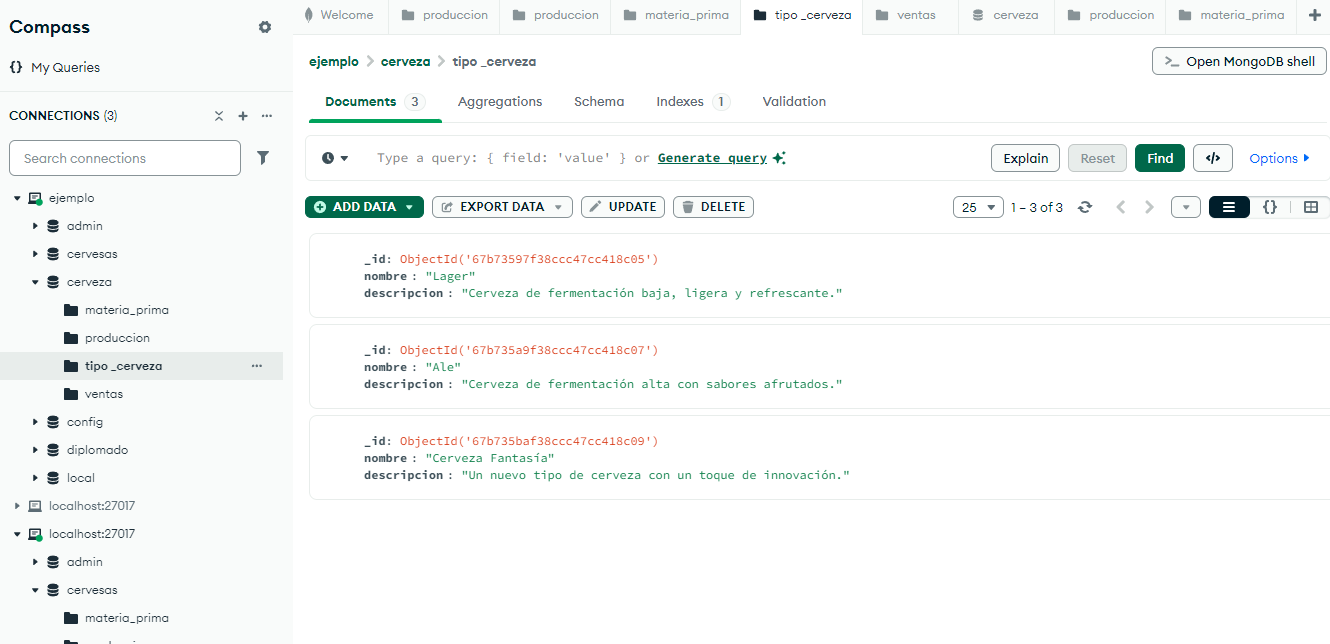 Compass
{} My Queries
CONNECTIONS (3)
Search connections
ejemplo
admin
cervesas
cerveza
materia_prima
produccion
tipo _cerveza
ventas
config
diplomado
local
localhost:27017
localhost:27017
admin
cervesas
materia_prima
Welcome
produccion
produccion
materia_prima
tipo _cerveza
ventas
cerveza
produccion
materia_prima
ejemplo > cerveza > tipo _cerveza
>_ Open MongoDB shell
Documents 3
Aggregations
Schema
Indexes 1
Validation
Type a query: { field: 'value' } or Generate query
Explain
Reset
Find
</>
Options
ADD DATA
EXPORT DATA
UPDATE
DELETE
25
1 – 3 of 3
{}
_id: ObjectId('67b73597f38ccc47cc418c05')
nombre : "Lager"
descripcion : "Cerveza de fermentación baja, ligera y refrescante."
_id: ObjectId('67b735a9f38ccc47cc418c07')
nombre : "Ale"
descripcion : "Cerveza de fermentación alta con sabores afrutados."
_id: ObjectId('67b735baf38ccc47cc418c09')
nombre : "Cerveza Fantasía"
descripcion : "Un nuevo tipo de cerveza con un toque de innovación."